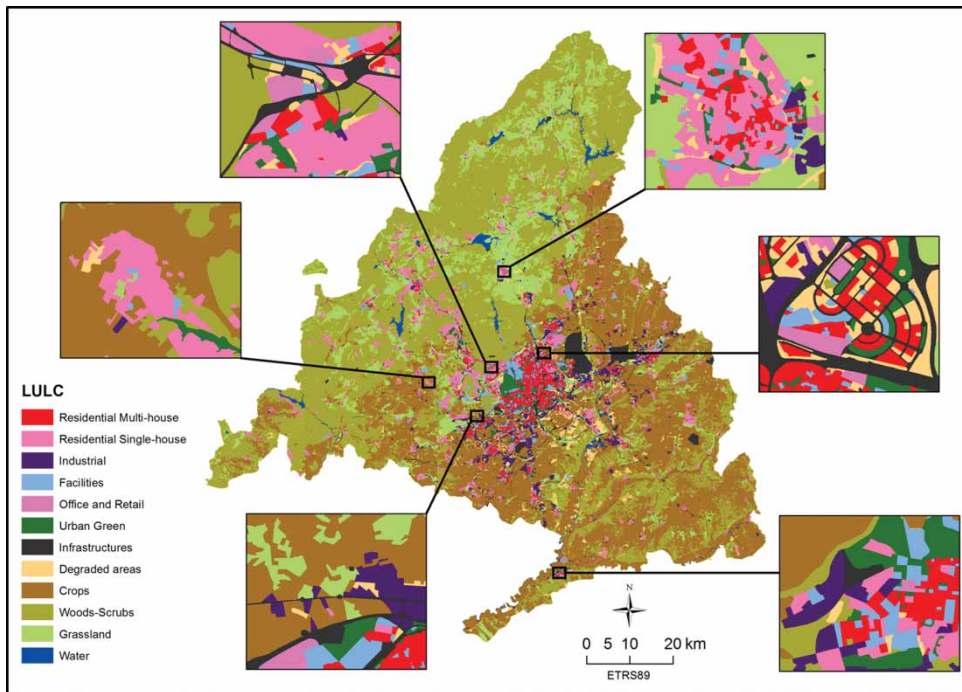 LULC
Residential Multi-house
Residential Single-house
Industrial
Facilities
Office and Retail
Urban Green
Infrastructures
Degraded areas
Crops
Woods-Scrubs
Grassland
Water
N
0 5 10 20 km
ETRS89